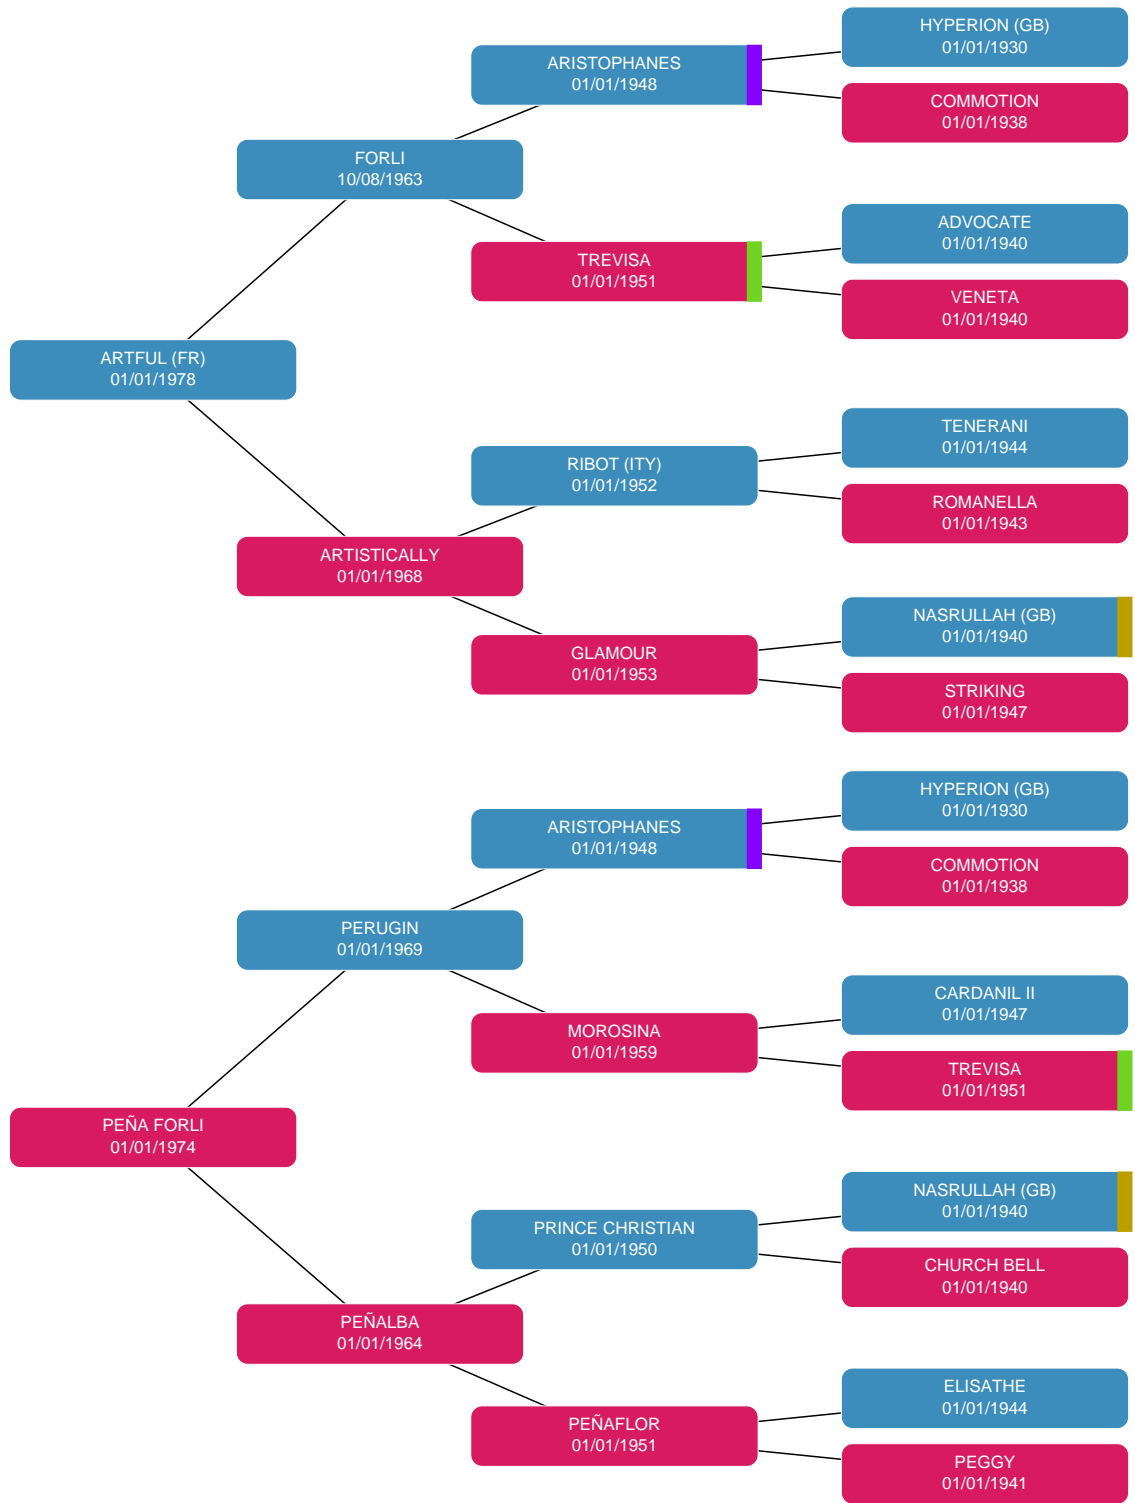 HYPERION (GB)
01/01/1930
ARISTOPHANES
01/01/1948
COMMOTION
01/01/1938
FORLI
10/08/1963
ADVOCATE
01/01/1940
TREVISA
01/01/1951
VENETA
01/01/1940
ARTFUL (FR)
01/01/1978
TENERANI
01/01/1944
RIBOT (ITY)
01/01/1952
ROMANELLA
01/01/1943
ARTISTICALLY
01/01/1968
NASRULLAH (GB)
01/01/1940
GLAMOUR
01/01/1953
STRIKING
01/01/1947
HYPERION (GB)
01/01/1930
ARISTOPHANES
01/01/1948
COMMOTION
01/01/1938
PERUGIN
01/01/1969
CARDANIL II
01/01/1947
MOROSINA
01/01/1959
TREVISA
01/01/1951
PEÑA FORLI
01/01/1974
NASRULLAH (GB)
01/01/1940
PRINCE CHRISTIAN
01/01/1950
CHURCH BELL
01/01/1940
PEÑALBA
01/01/1964
ELISATHE
01/01/1944
PEÑAFLOR
01/01/1951
PEGGY
01/01/1941